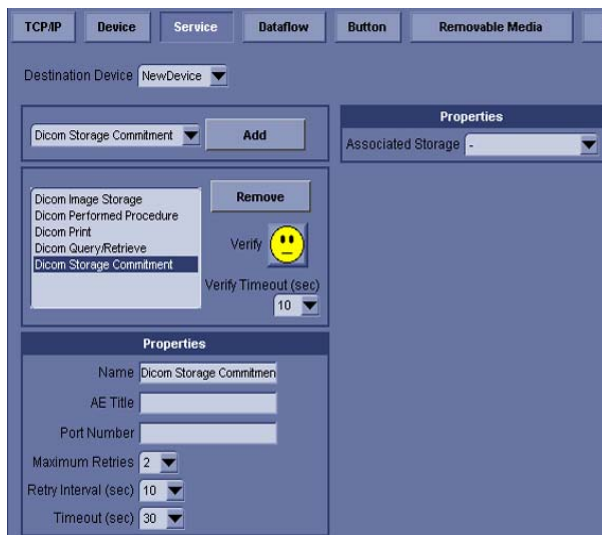 TCP/IP Device Service Dataflow Button Removable Media
Destination Device NewDevice
Dicom Storage Commitment Add
Dicom Image Storage
Dicom Performed Procedure
Dicom Print
Dicom Query/Retrieve
Dicom Storage Commitment
Remove
Verify
Verify Timeout (sec)
10
Properties
Name Dicom Storage Commitmen
AE Title
Port Number
Maximum Retries 2
Retry Interval (sec) 10
Timeout (sec) 30
Properties
Associated Storage -